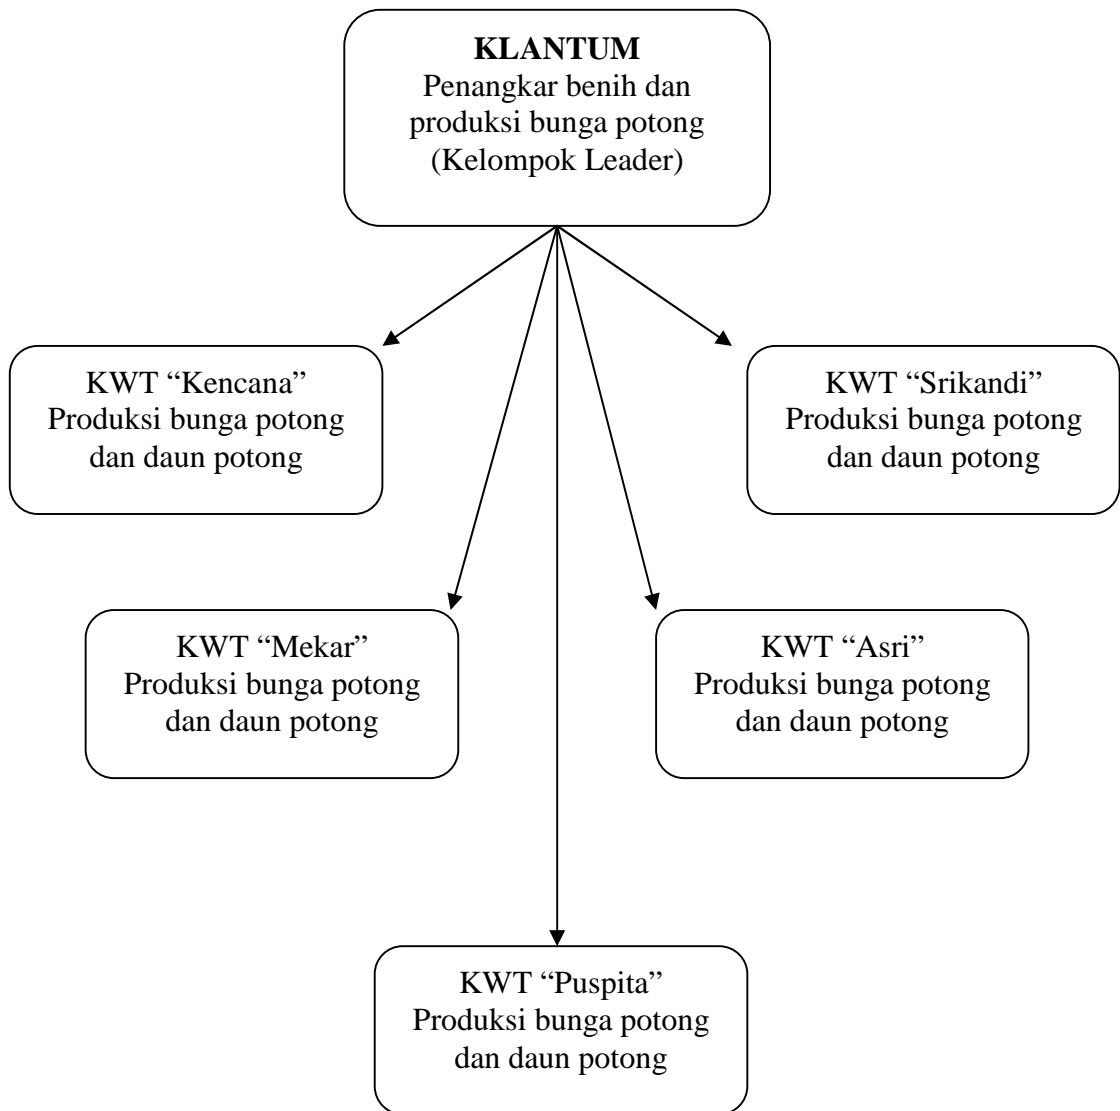 KLANTUM
Penangkar benih dan
produksi bunga potong
(Kelompok Leader)
KWT “Kencana”
Produksi bunga potong
dan daun potong
KWT “Srikandi”
Produksi bunga potong
dan daun potong
KWT “Mekar”
Produksi bunga potong
dan daun potong
KWT “Asri”
Produksi bunga potong
dan daun potong
KWT “Puspita”
Produksi bunga potong
dan daun potong